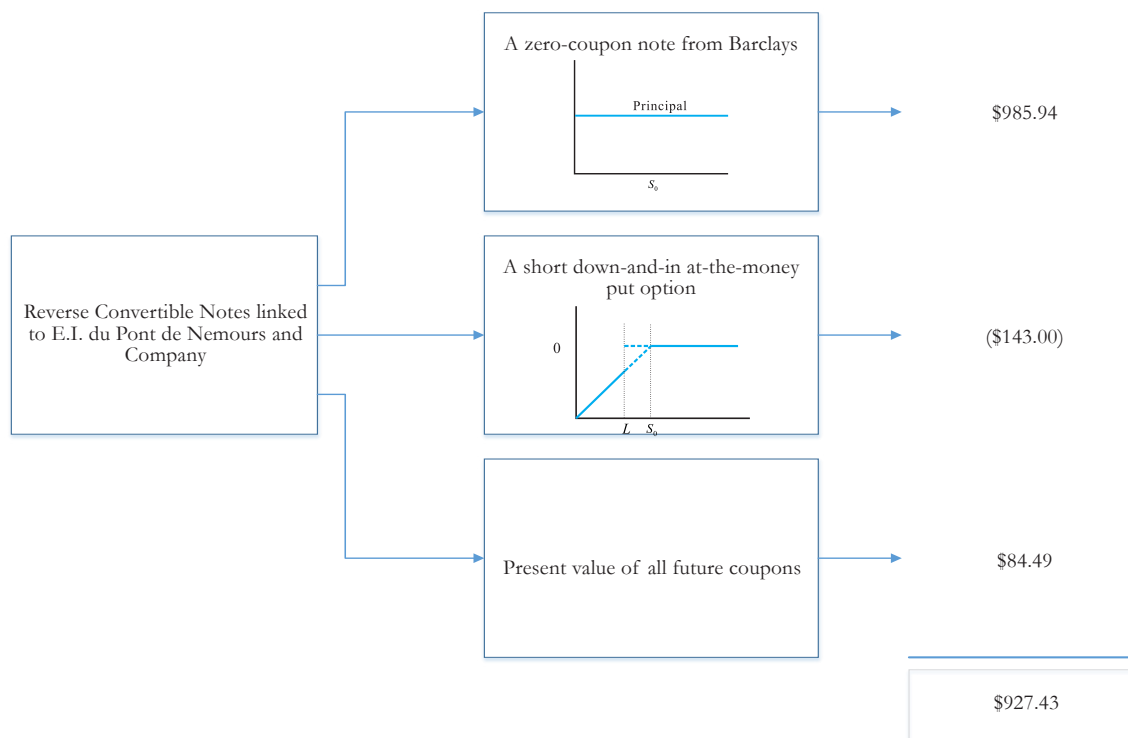 A zero-coupon note from Barclays
Principal
S₀
$985.94
Reverse Convertible Notes linked
to E.I. du Pont de Nemours and
Company
A short down-and-in at-the-money
put option
0
L S₀
($143.00)
Present value of all future coupons
$84.49
$927.43